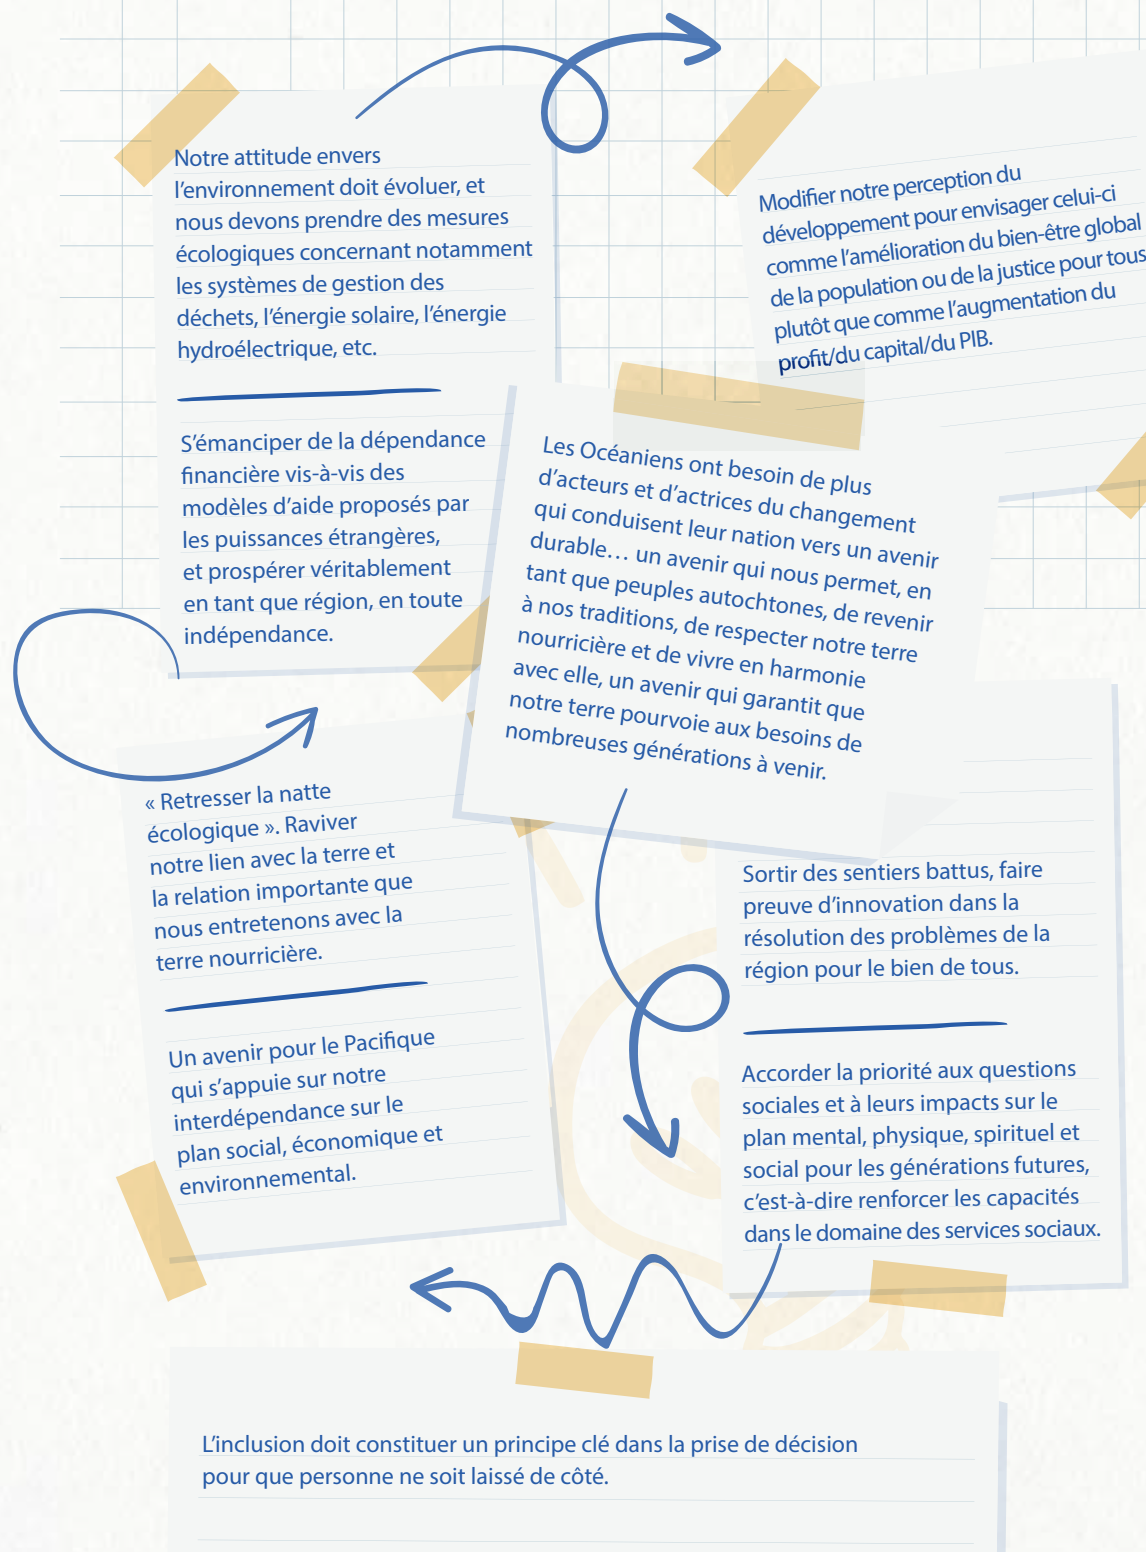 Notre attitude envers
l’environnement doit évoluer, et
nous devons prendre des mesures
écologiques concernant notamment
les systèmes de gestion des
déchets, l’énergie solaire, l’énergie
hydroélectrique, etc.
S’émanciper de la dépendance
financière vis-à-vis des
modèles d’aide proposés par
les puissances étrangères,
et prospérer véritablement
en tant que région, en toute
indépendance.
Modifier notre perception du
développement pour envisager celui-ci
comme l’amélioration du bien-être global
de la population ou de la justice pour tous
plutôt que comme l’augmentation du
profit/du capital/du PIB.
Les Océaniens ont besoin de plus
d’acteurs et d’actrices du changement
qui conduisent leur nation vers un avenir
durable… un avenir qui nous permet, en
tant que peuples autochtones, de revenir
à nos traditions, de respecter notre terre
nourricière et de vivre en harmonie
avec elle, un avenir qui garantit que
notre terre pourvoie aux besoins de
nombreuses générations à venir.
« Retresser la natte
écologique ». Raviver
notre lien avec la terre et
la relation importante que
nous entretenons avec la
terre nourricière.
Un avenir pour le Pacifique
qui s’appuie sur notre
interdépendance sur le
plan social, économique et
environnemental.
Sortir des sentiers battus, faire
preuve d’innovation dans la
résolution des problèmes de la
région pour le bien de tous.
Accorder la priorité aux questions
sociales et à leurs impacts sur le
plan mental, physique, spirituel et
social pour les générations futures,
c’est-à-dire renforcer les capacités
dans le domaine des services sociaux.
L’inclusion doit constituer un principe clé dans la prise de décision
pour que personne ne soit laissé de côté.